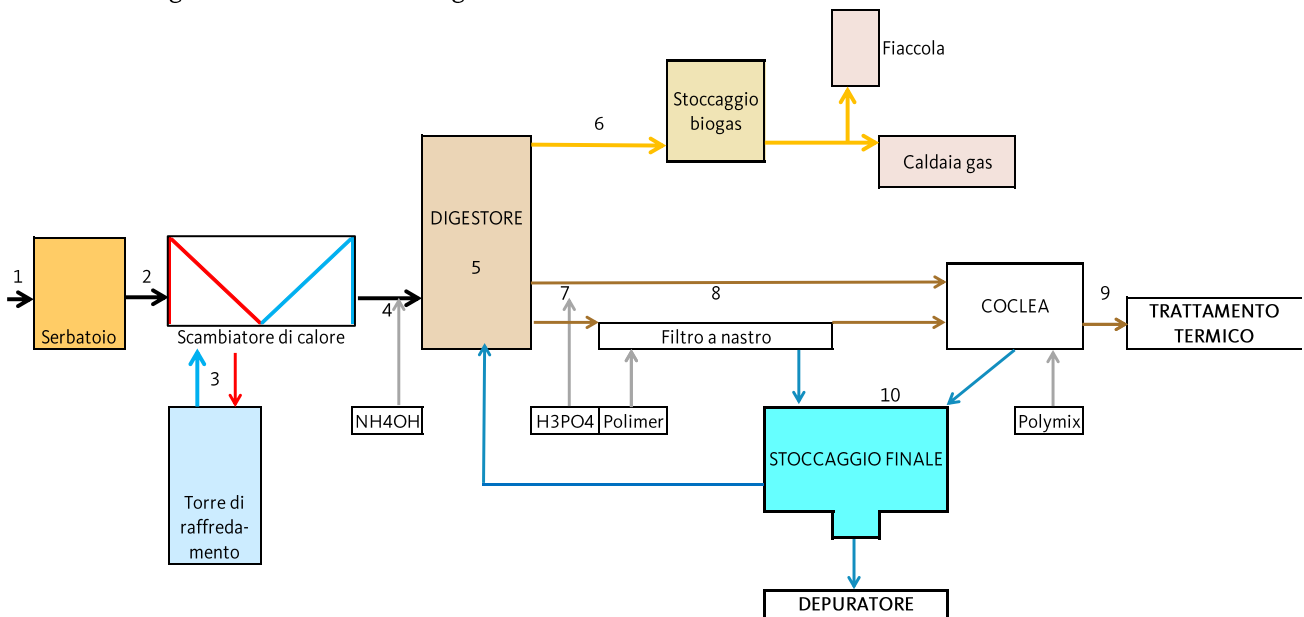 Fiaccola
Stoccaggio
biogas
6
Caldaia gas
DIGESTORE
5
1
2
Serbatoio
Scambiatore di calore
4
7
8
Filtro a nastro
COCLEA
9
TRATTAMENTO
TERMICO
3
NH4OH
H3PO4
Polimer
10
Polymix
STOCCAGGIO FINALE
Torre di
raffreda-
mento
DEPURATORE